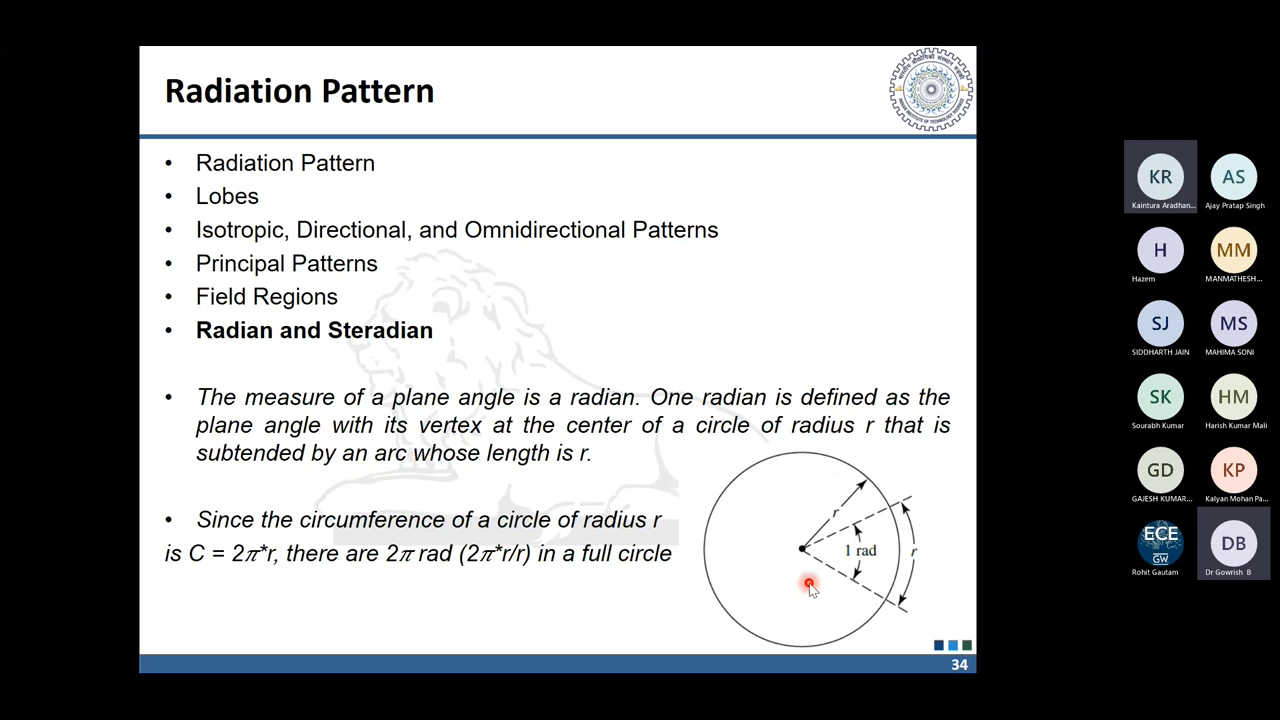 Radiation Pattern
• Radiation Pattern
• Lobes
• Isotropic, Directional, and Omnidirectional Patterns
• Principal Patterns
• Field Regions
• Radian and Steradian
• The measure of a plane angle is a radian. One radian is defined as the
plane angle with its vertex at the center of a circle of radius r that is
subtended by an arc whose length is r.
• Since the circumference of a circle of radius r
is C = 2π*r, there are 2π rad (2π*r/r) in a full circle
r
1 rad
r
34
KR
AS
Kaintura Aradhan...
Ajay Pratap Singh
H
MM
Hazem
MANMATHESH...
SJ
MS
SIDDHARTH JAIN
MAHIMA SONI
SK
HM
Sourabh Kumar
Harish Kumar Mali
GD
KP
GAJESH KUMAR...
Kalyan Mohan Pa...
ECE
GW
DB
Rohit Gautam
Dr Gowrish B